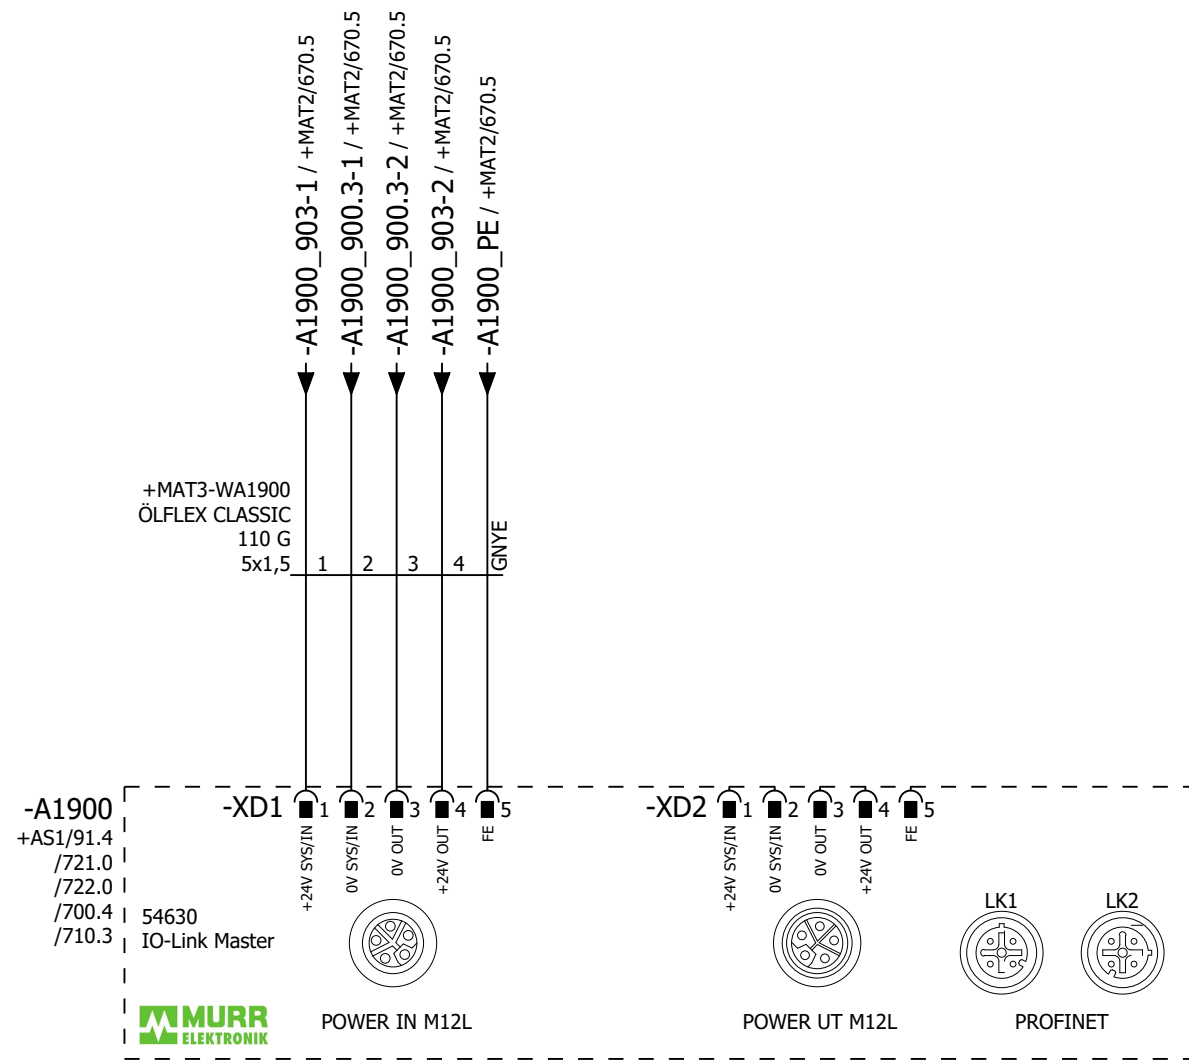 -A1900_903-1 / +MAT2/670.5
-A1900_900.3-1 / +MAT2/670.5
-A1900_900.3-2 / +MAT2/670.5
-A1900_903-2 / +MAT2/670.5
-A1900_PE / +MAT2/670.5
+MAT3-WA1900
ÖLFLEX CLASSIC
110 G
5x1,5
1 2 3 4 GNYE
-A1900
+AS1/91.4
/721.0
/722.0
/700.4
/710.3
-XD1 1 2 3 4 5
+24V SYS/IN
0V SYS/IN
0V OUT
+24V OUT
FE
-XD2 1 2 3 4 5
+24V SYS/IN
0V SYS/IN
0V OUT
+24V OUT
FE
54630
IO-Link Master
LK1 LK2
MURR
ELEKTRONIK
POWER IN M12L
POWER UT M12L
PROFINET